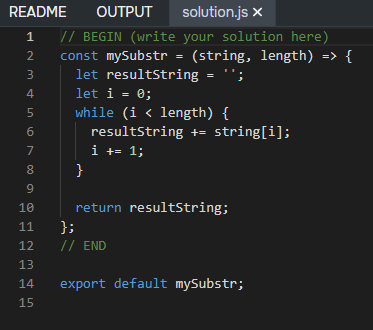 README OUTPUT solution.js ×
1 // BEGIN (write your solution here)
2 const mySubstr = (string, length) => {
3   let resultString = '';
4   let i = 0;
5   while (i < length) {
6     resultString += string[i];
7     i += 1;
8   }
9
10   return resultString;
11 };
12 // END
13
14 export default mySubstr;
15